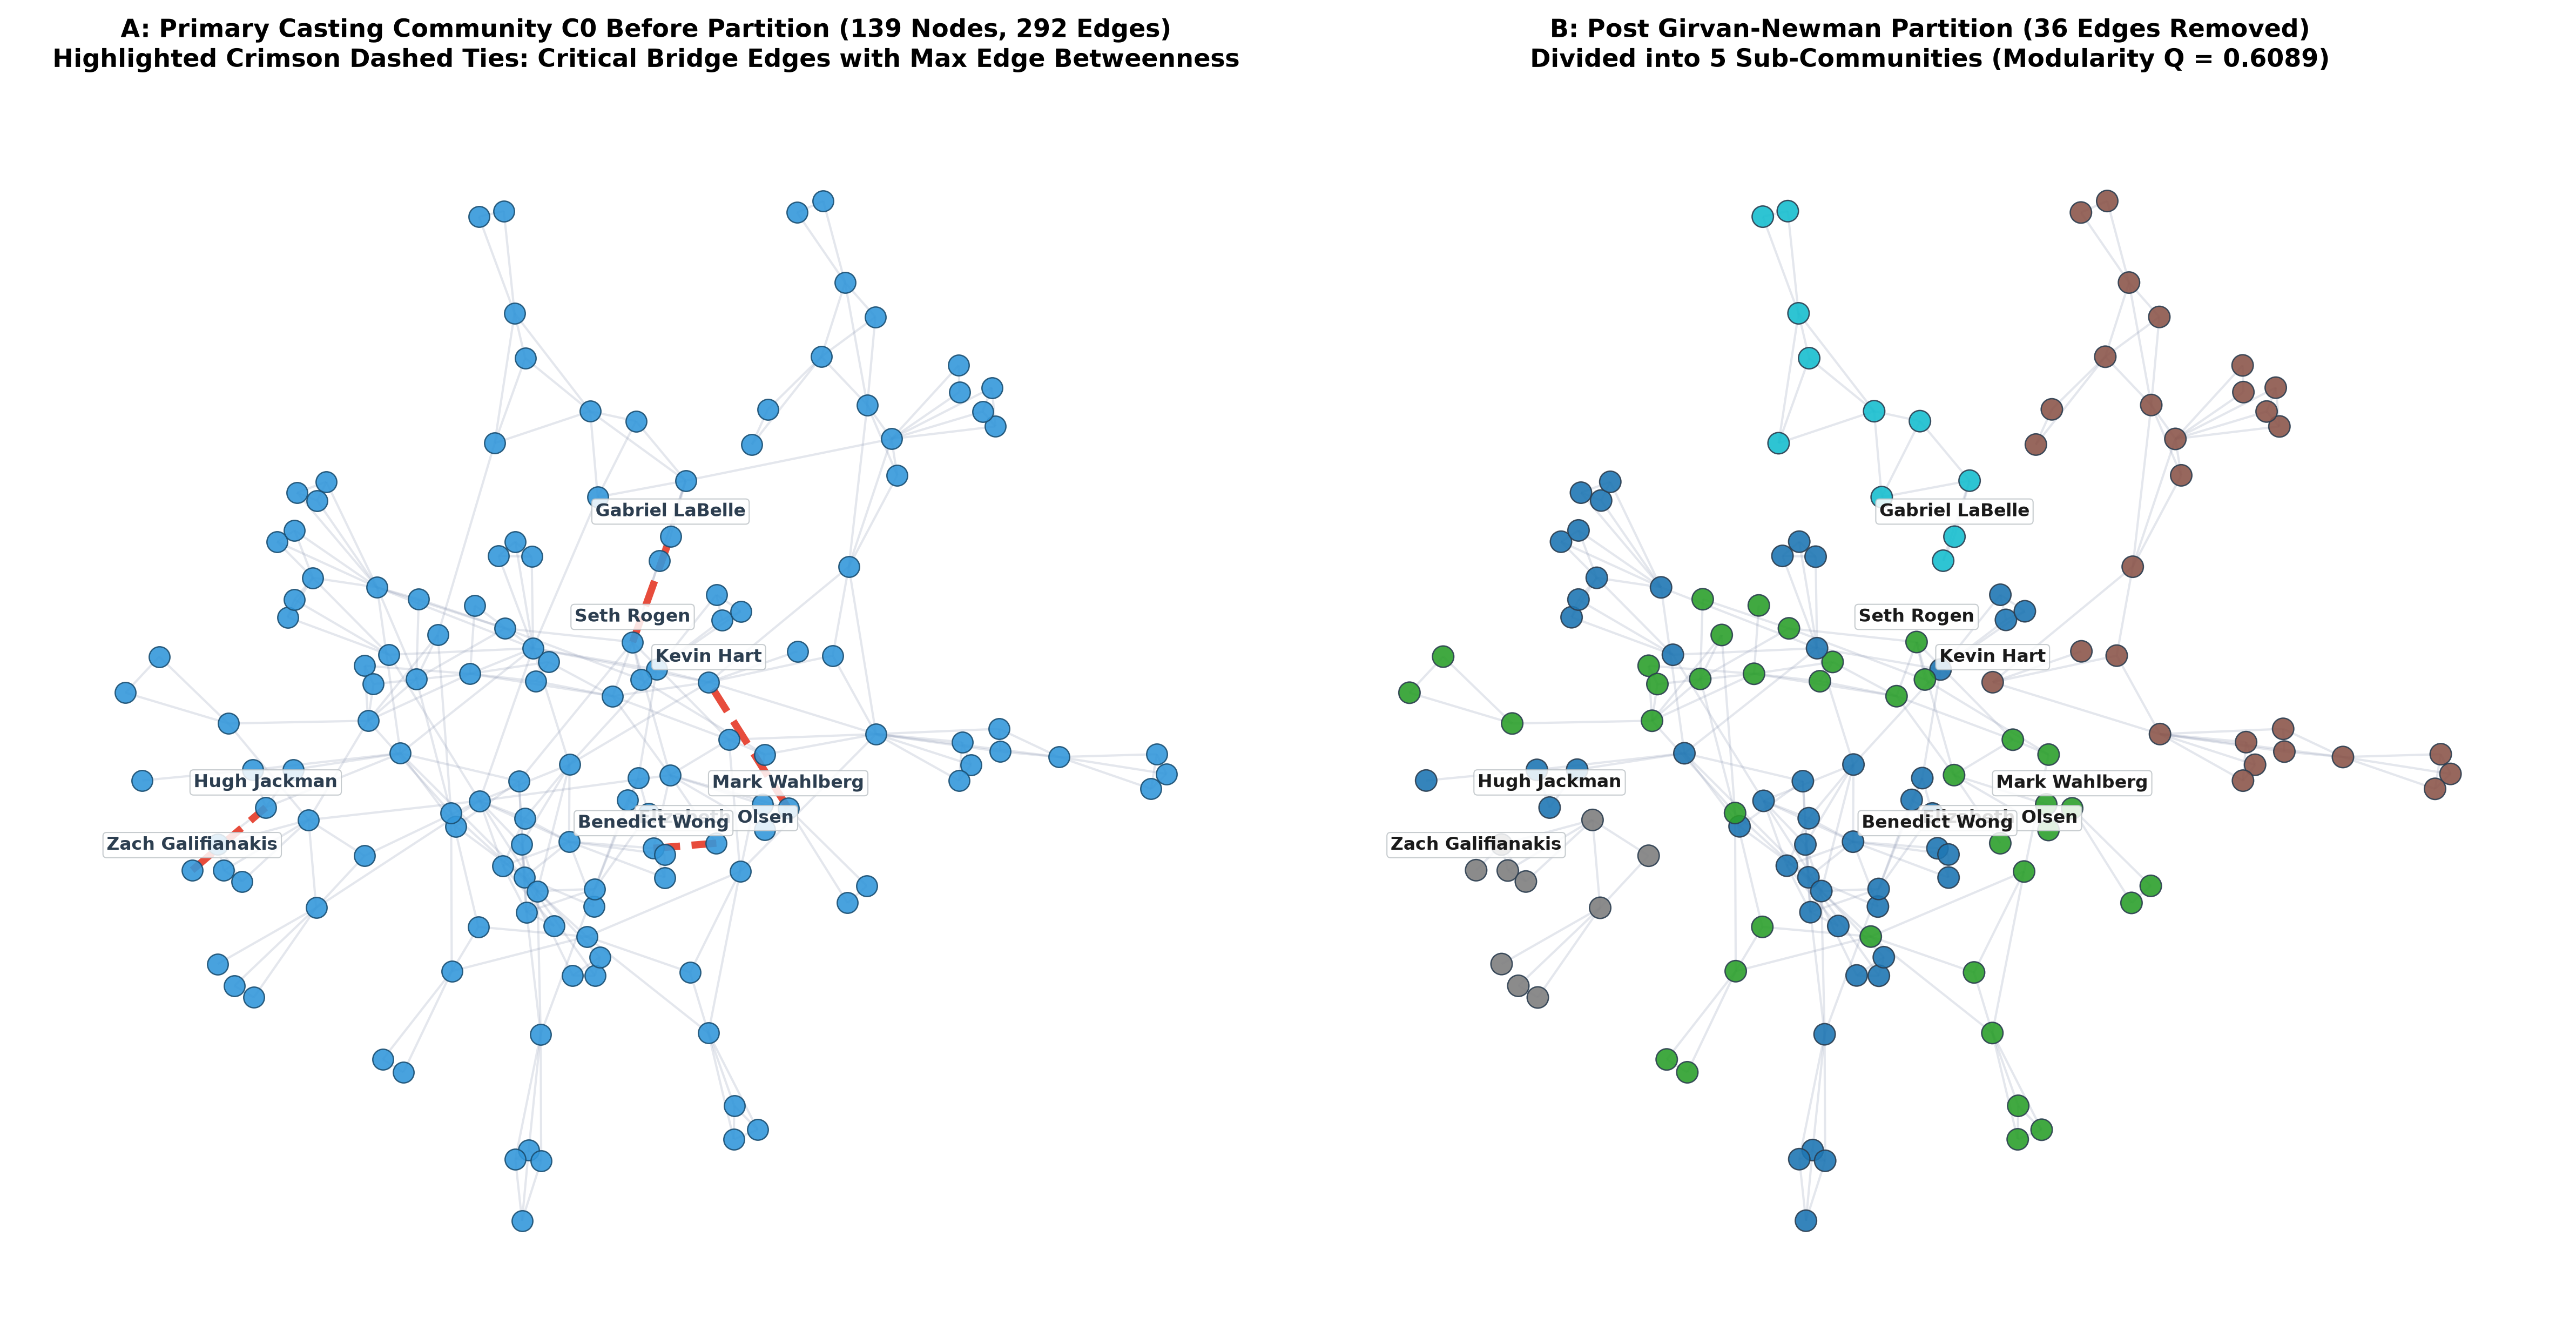 A: Primary Casting Community C0 Before Partition (139 Nodes, 292 Edges)
Highlighted Crimson Dashed Ties: Critical Bridge Edges with Max Edge Betweenness
Gabriel LaBelle
Seth Rogen
Kevin Hart
Hugh Jackman
Mark Wahlberg
Benedict Wong
Olsen
Zach Galifianakis
B: Post Girvan-Newman Partition (36 Edges Removed)
Divided into 5 Sub-Communities (Modularity Q = 0.6089)
Gabriel LaBelle
Seth Rogen
Kevin Hart
Hugh Jackman
Mark Wahlberg
Benedict Wong
Olsen
Zach Galifianakis